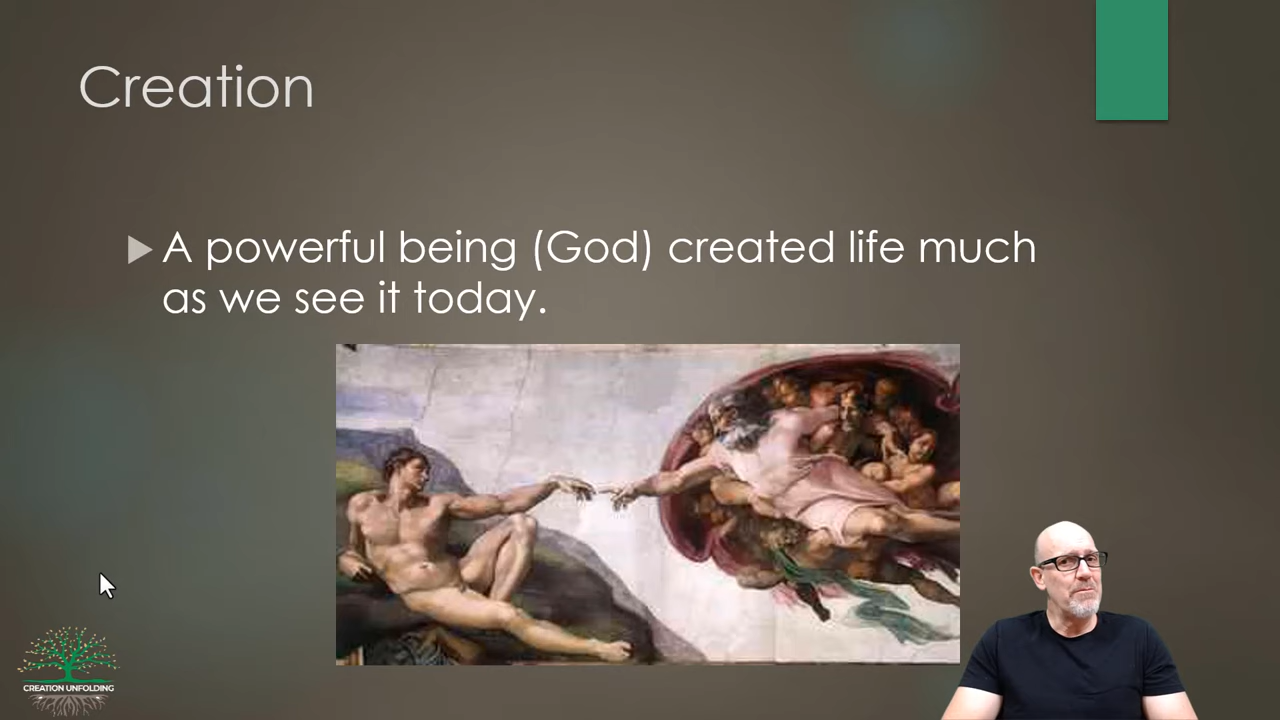 Creation
A powerful being (God) created life much
as we see it today.
CREATION UNFOLDING